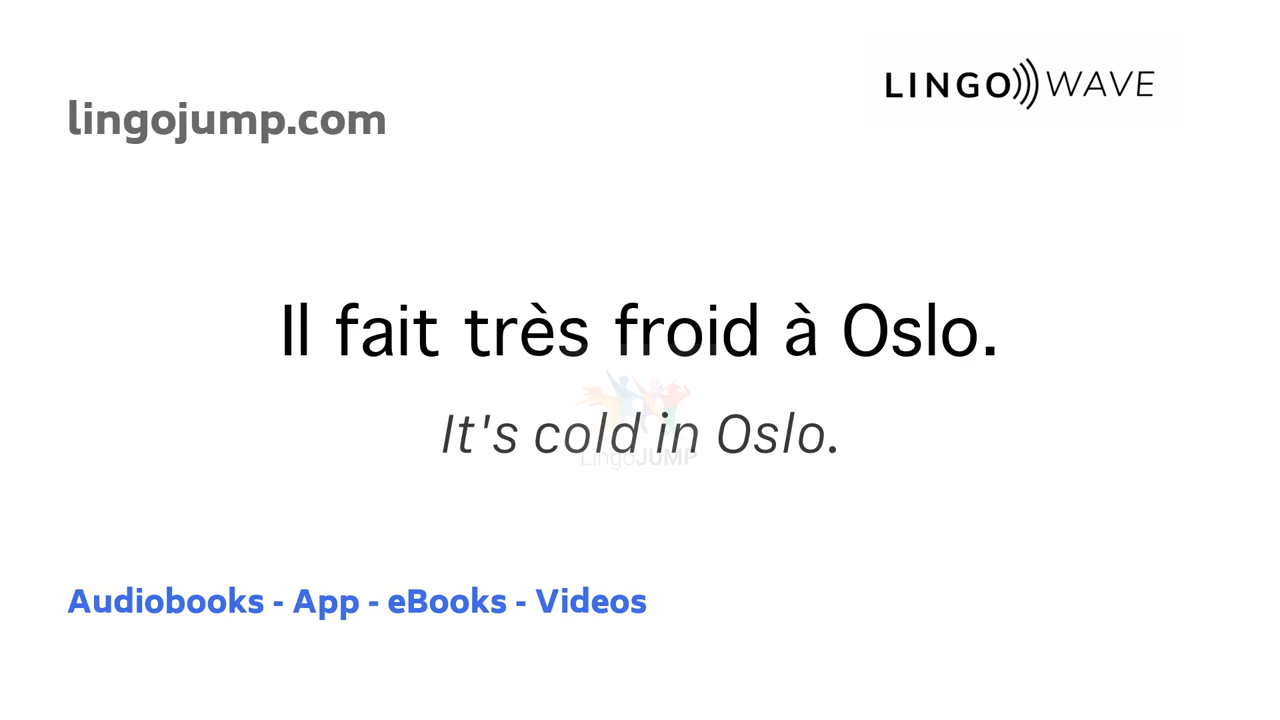 LINGO WAVE
lingojump.com
Il fait très froid à Oslo.
It's cold in Oslo.
LingoJUMP
Audiobooks - App - eBooks - Videos